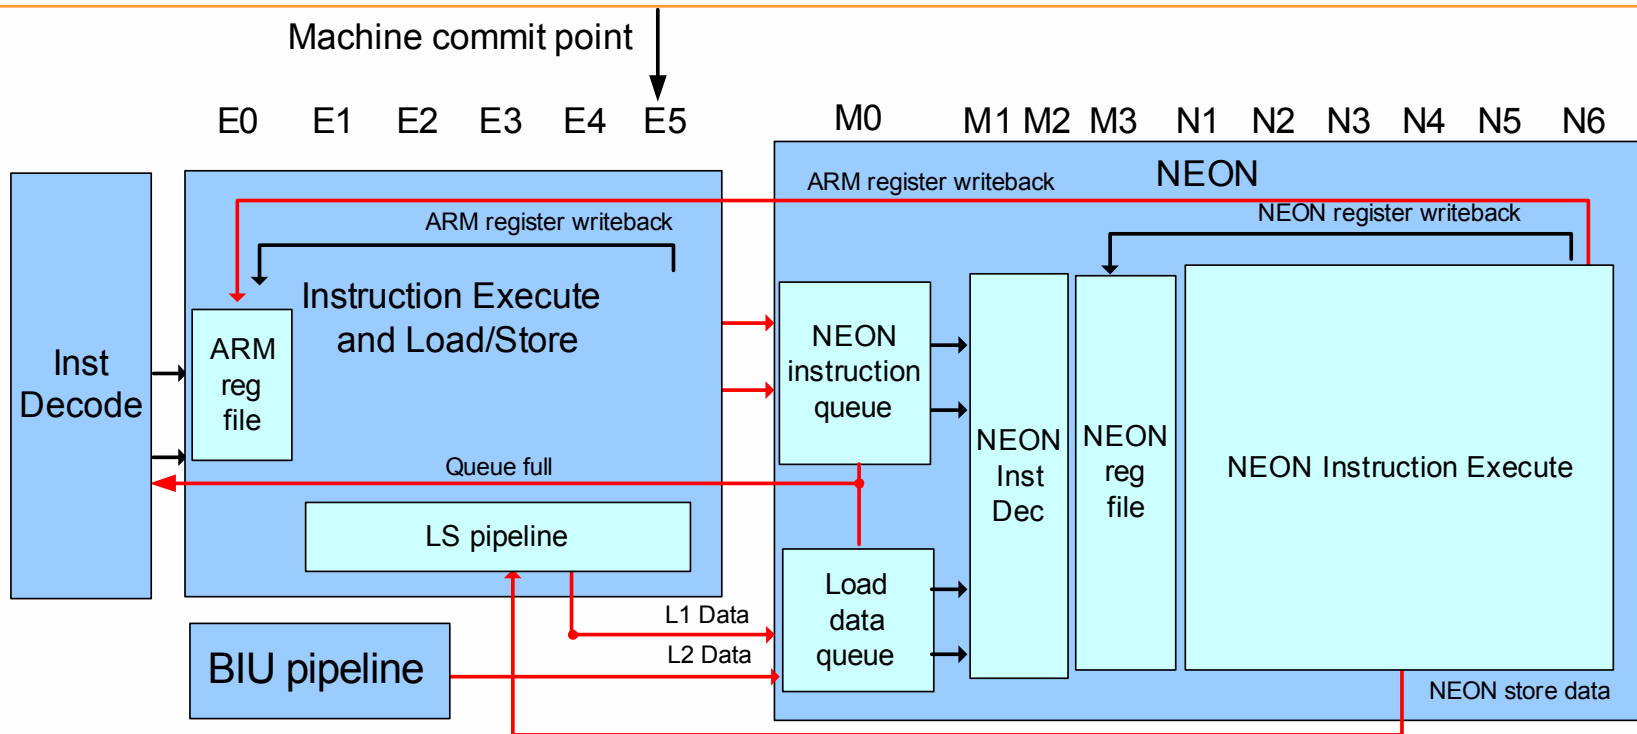 Machine commit point
E0 E1 E2 E3 E4 E5 M0 M1 M2 M3 N1 N2 N3 N4 N5 N6
NEON
ARM register writeback
ARM register writeback
NEON register writeback
Inst
Decode
Instruction Execute
and Load/Store
ARM
reg
file
Queue full
LS pipeline
NEON
instruction
queue
NEON
Inst
Dec
NEON
reg
file
NEON Instruction Execute
Load
data
queue
L1 Data
L2 Data
BIU pipeline
NEON store data